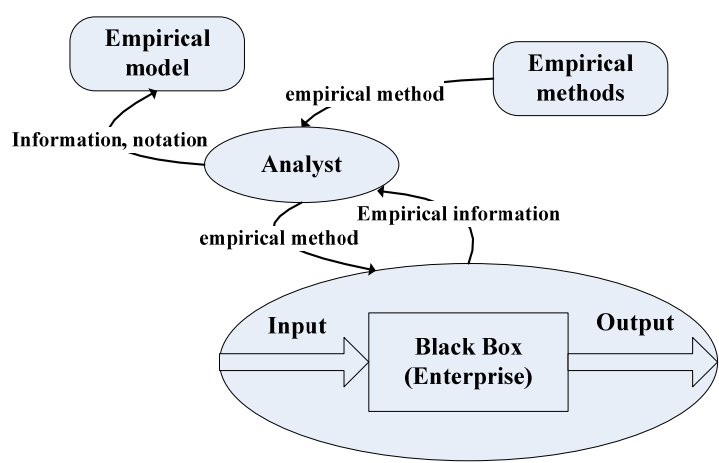 Empirical
model
Empirical
methods
empirical method
Information, notation
Analyst
Empirical information
empirical method
Input
Output
Black Box
(Enterprise)